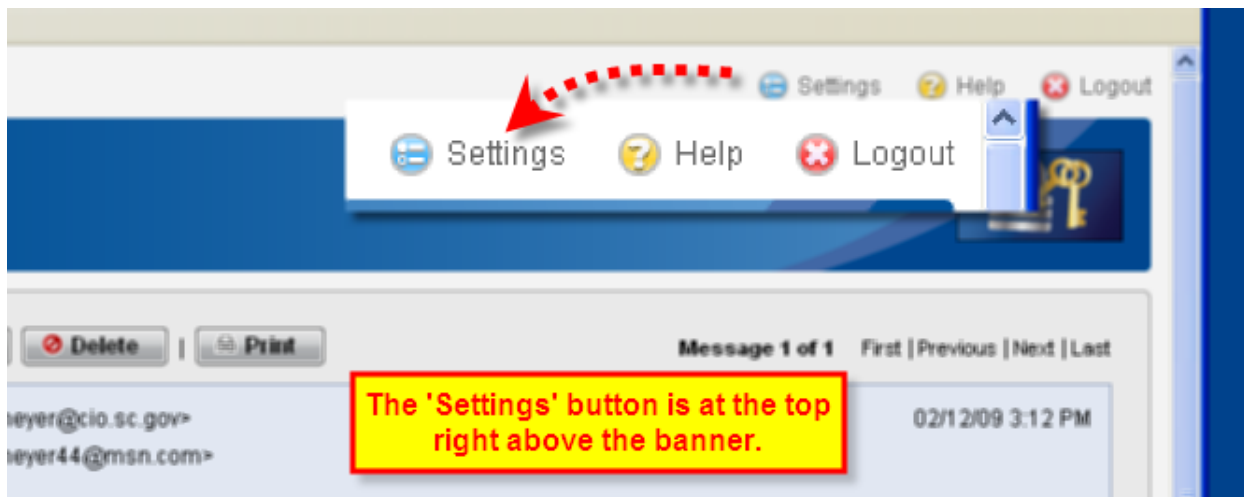 Settings Help Logout
Settings Help Logout
Delete | Print Message 1 of 1 First | Previous | Next | Last
The 'Settings' button is at the top
right above the banner.
eyer@cio.sc.gov> 02/12/09 3:12 PM
eyer44@msn.com>